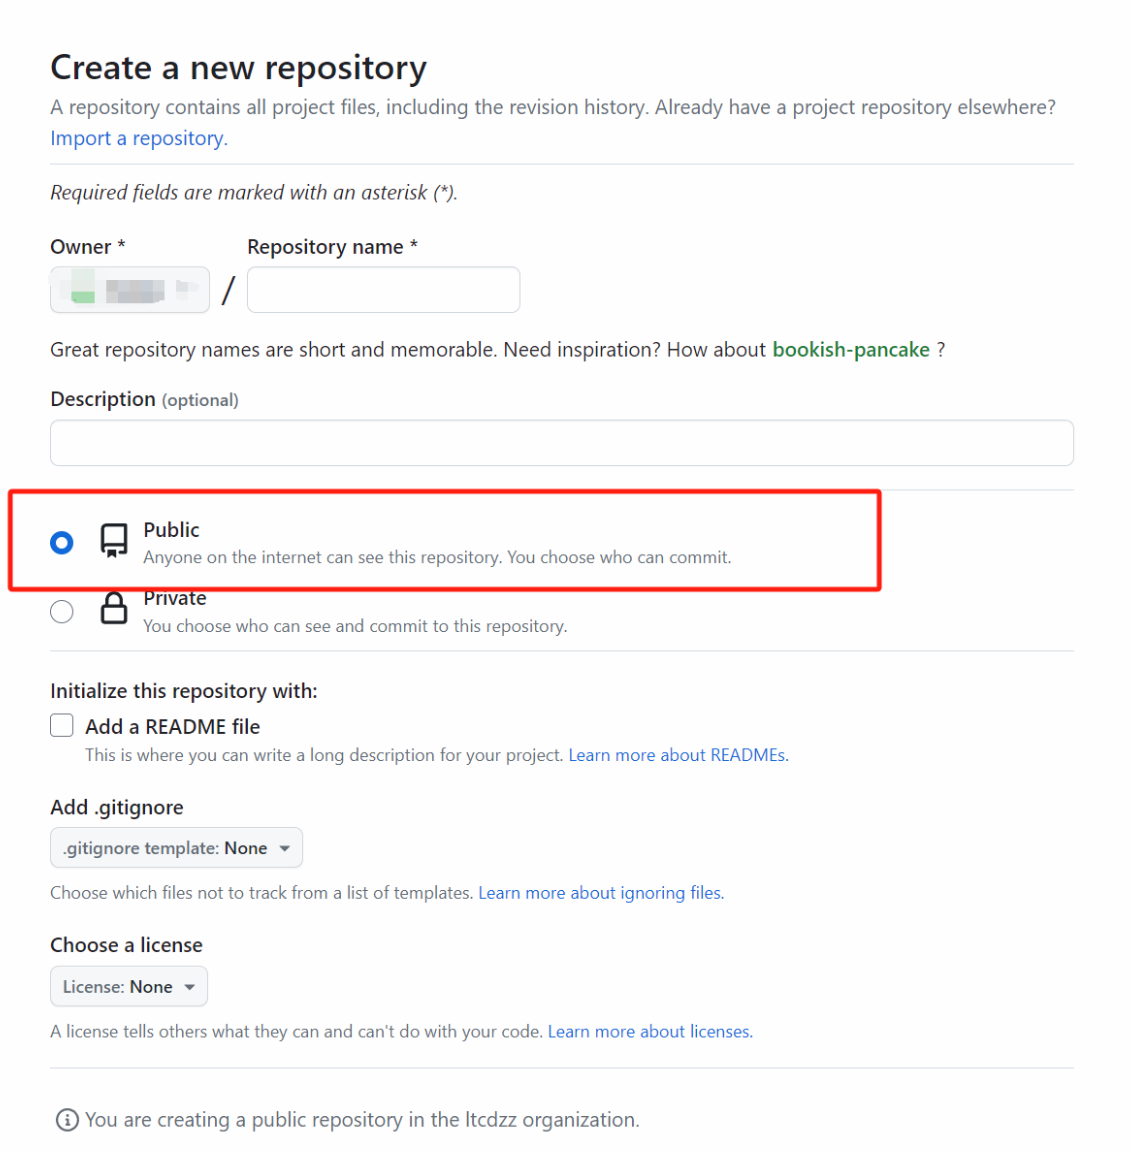 Create a new repository
A repository contains all project files, including the revision history. Already have a project repository elsewhere?
Import a repository.
Required fields are marked with an asterisk (*).
Owner *
Repository name *
/
Great repository names are short and memorable. Need inspiration? How about bookish-pancake ?
Description (optional)
Public
Anyone on the internet can see this repository. You choose who can commit.
Private
You choose who can see and commit to this repository.
Initialize this repository with:
Add a README file
This is where you can write a long description for your project. Learn more about READMEs.
Add .gitignore
.gitignore template: None
Choose which files not to track from a list of templates. Learn more about ignoring files.
Choose a license
License: None
A license tells others what they can and can't do with your code. Learn more about licenses.
You are creating a public repository in the ltcdzz organization.